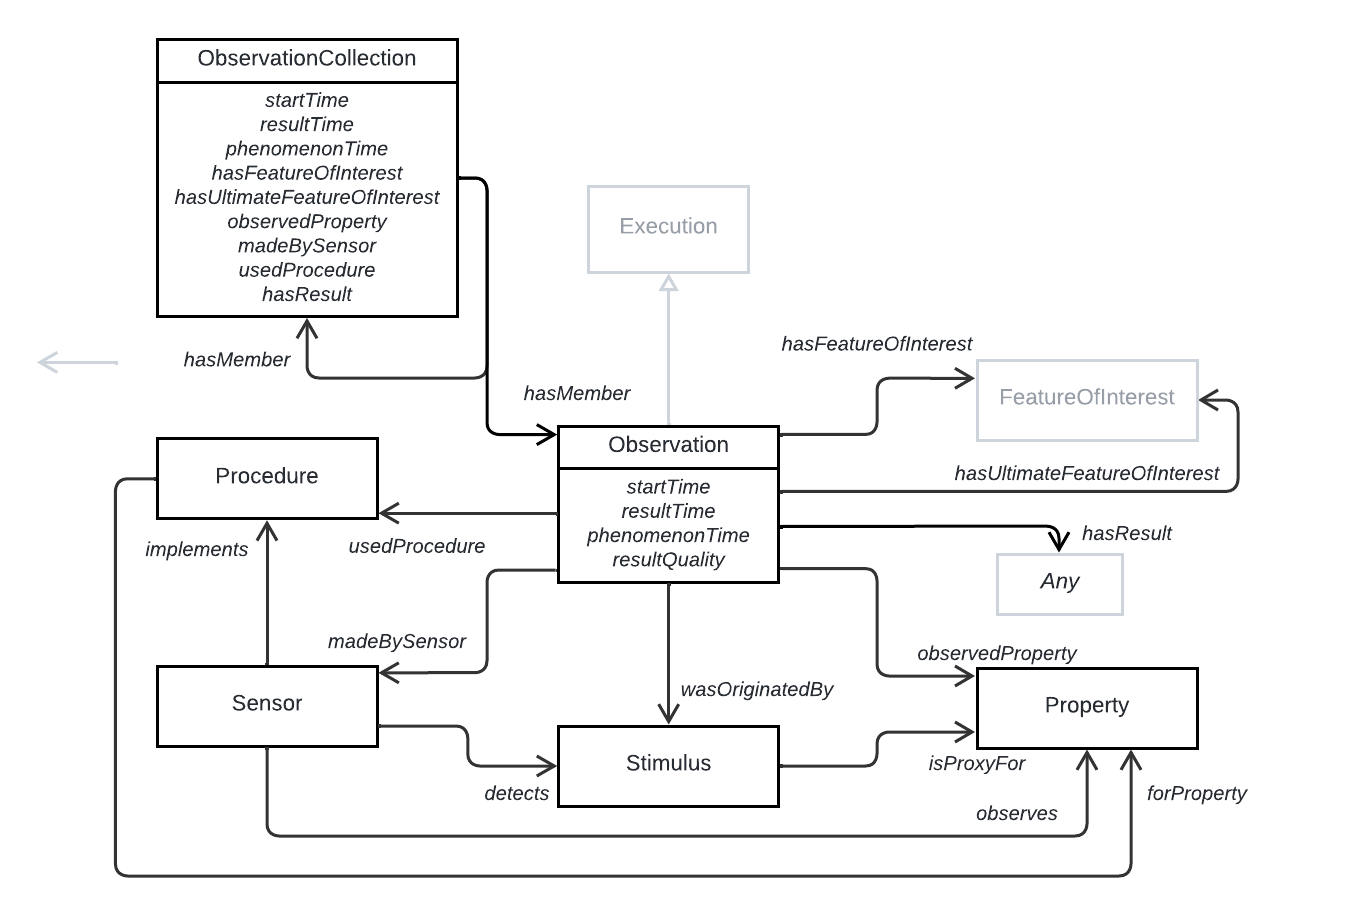 ObservationCollection
startTime
resultTime
phenomenonTime
hasFeatureOfInterest
hasUltimateFeatureOfInterest
observedProperty
madeBySensor
usedProcedure
hasResult
Execution
hasMember
hasMember
hasFeatureOfInterest
FeatureOfInterest
hasUltimateFeatureOfInterest
Observation
startTime
resultTime
phenomenonTime
resultQuality
Procedure
implements
usedProcedure
hasResult
Any
madeBySensor
observedProperty
Sensor
wasOriginatedBy
Property
Stimulus
isProxyFor
detects
observes
forProperty